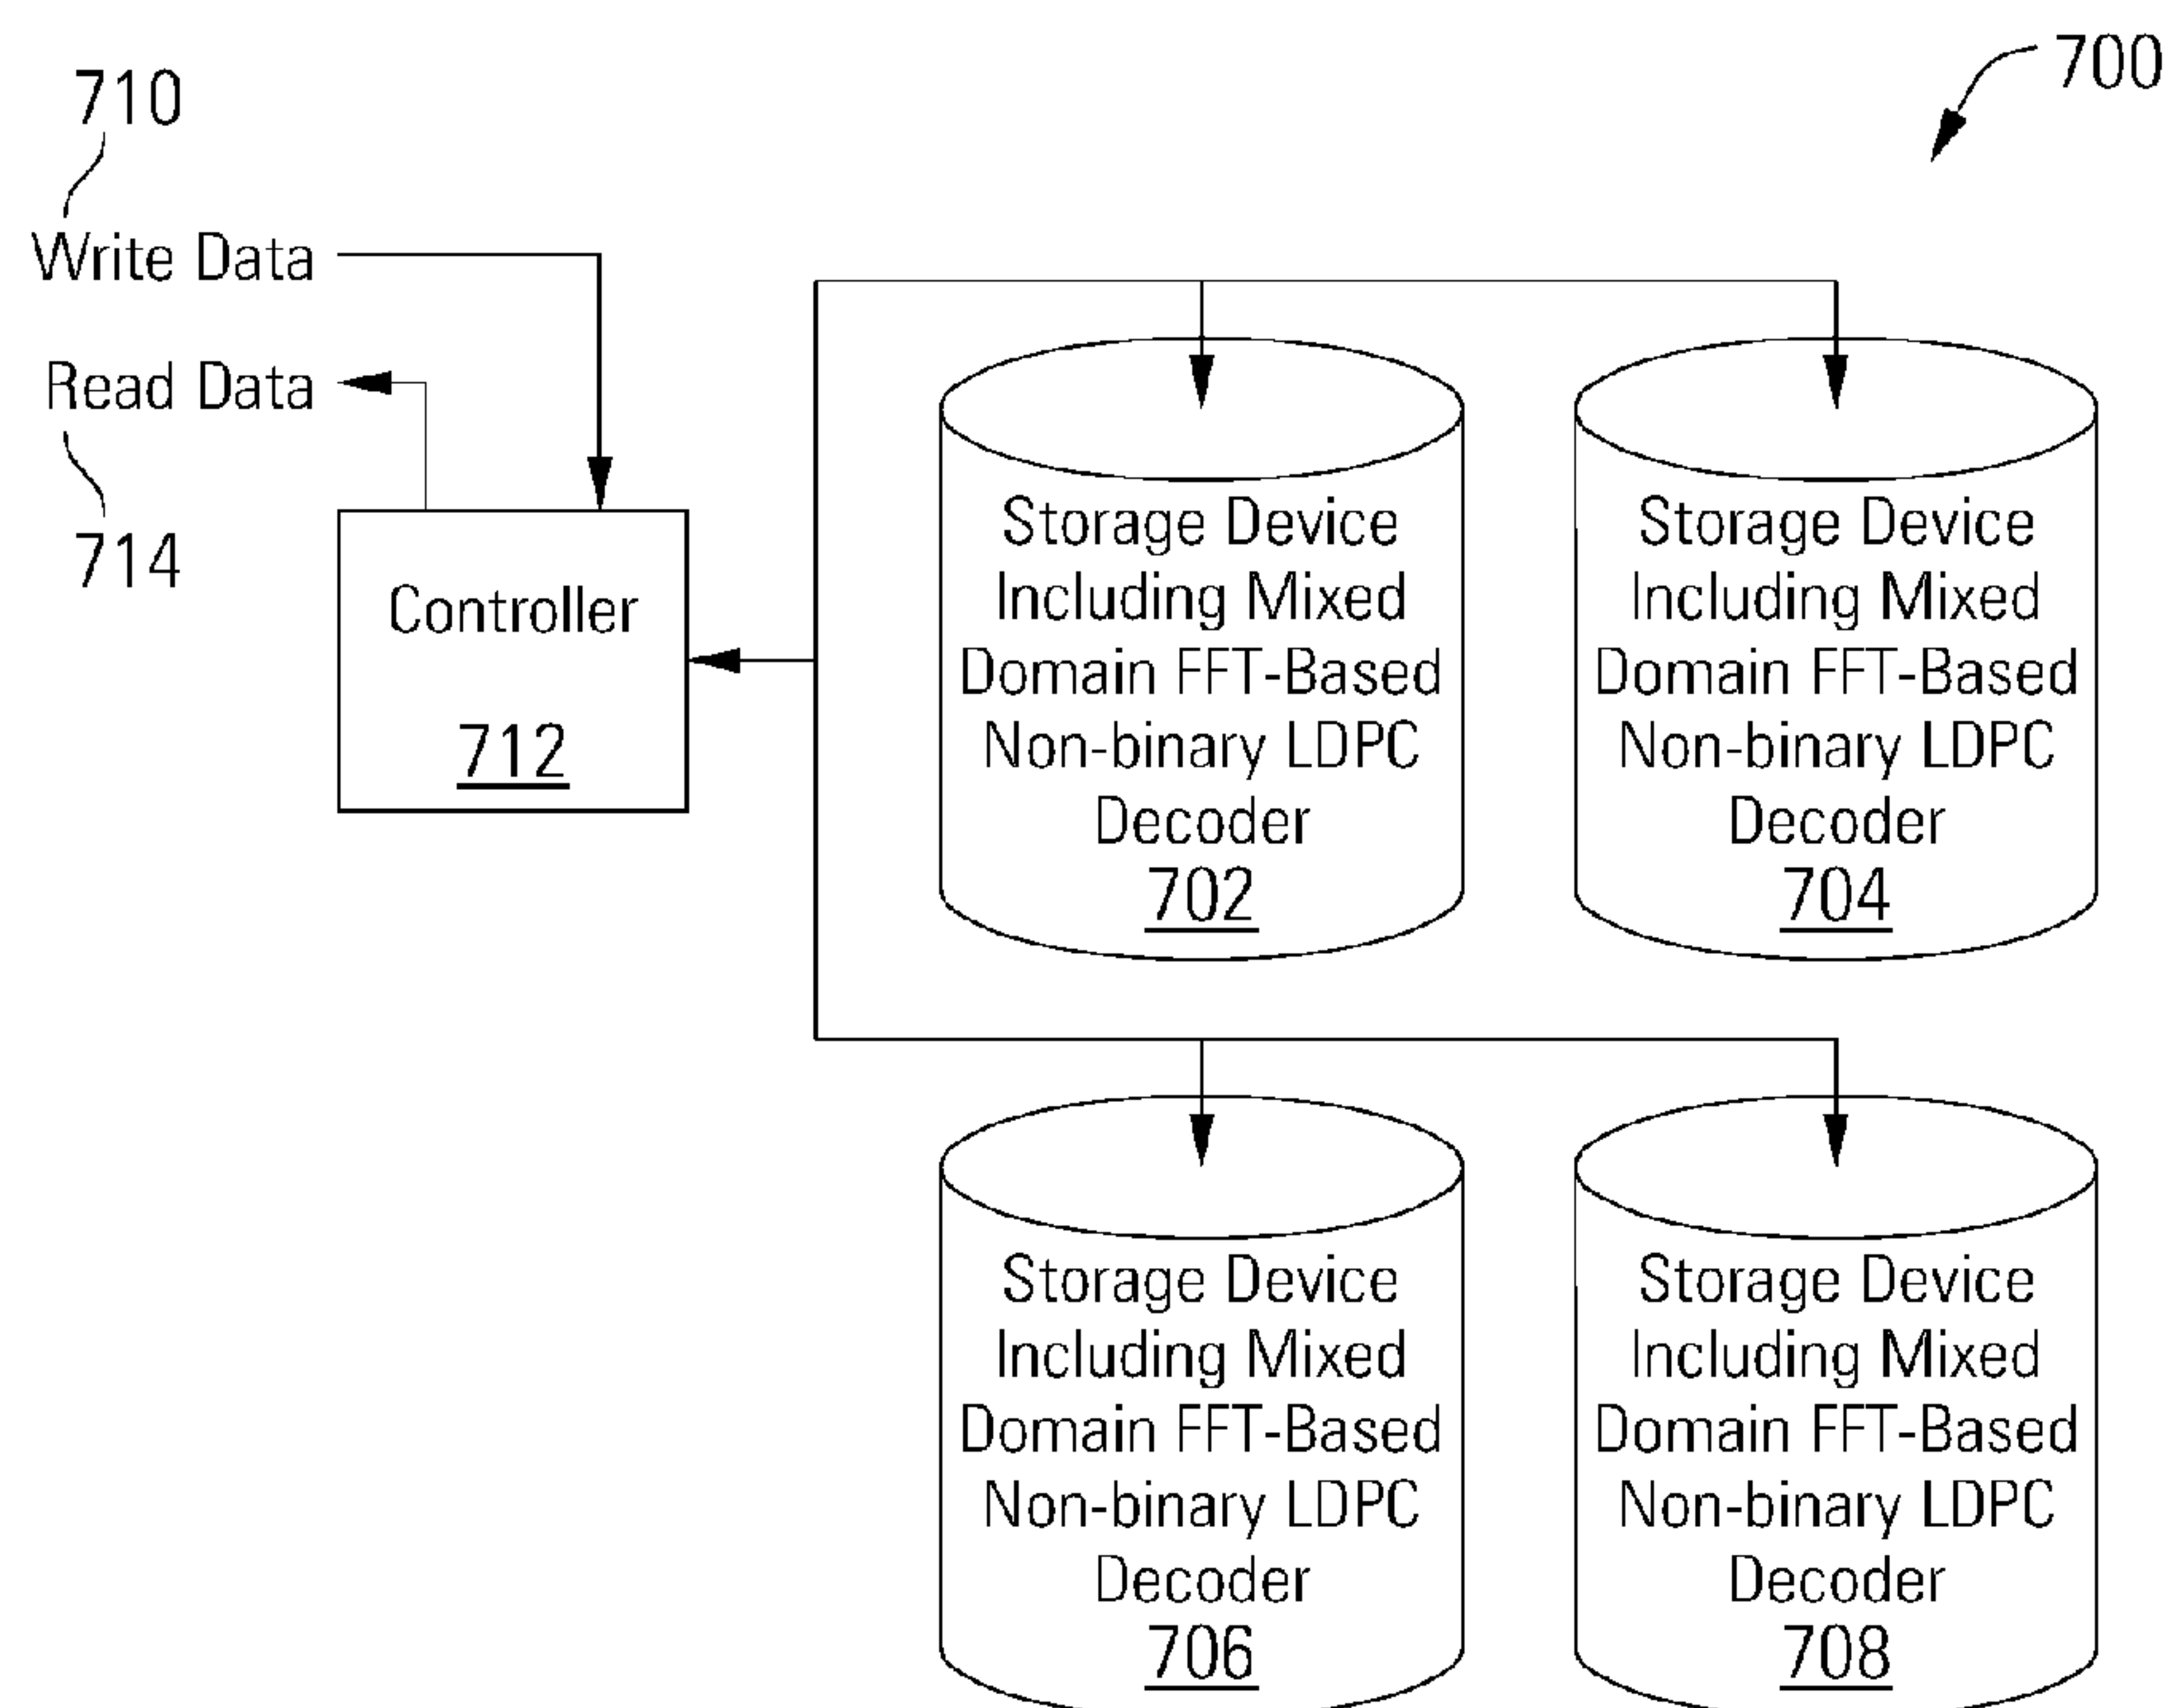 700
710
Write Data
Read Data
714
Controller
712
Storage Device
Including Mixed
Domain FFT-Based
Non-binary LDPC
Decoder
702
Storage Device
Including Mixed
Domain FFT-Based
Non-binary LDPC
Decoder
704
Storage Device
Including Mixed
Domain FFT-Based
Non-binary LDPC
Decoder
706
Storage Device
Including Mixed
Domain FFT-Based
Non-binary LDPC
Decoder
708